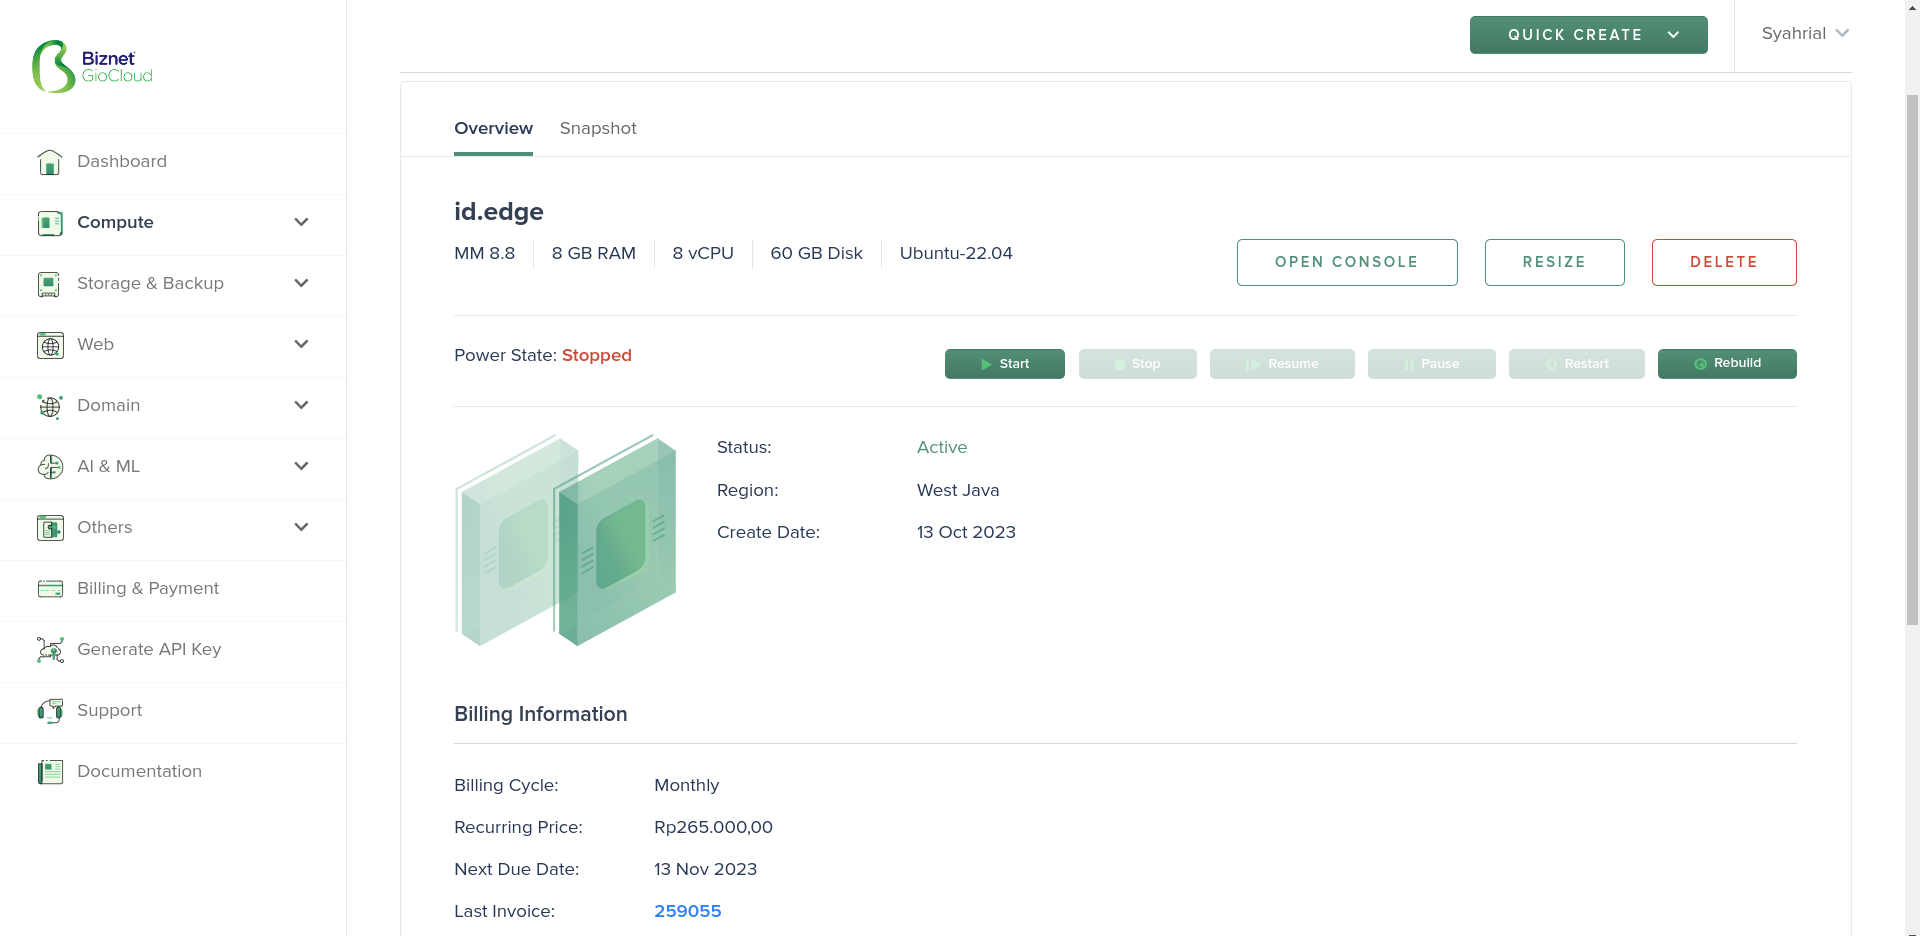 Biznet
GioCloud
QUICK CREATE
Syahrial
Dashboard
Compute
Storage & Backup
Web
Domain
AI & ML
Others
Billing & Payment
Generate API Key
Support
Documentation
Overview Snapshot
id.edge
MM 8.8 8 GB RAM 8 vCPU 60 GB Disk Ubuntu-22.04
OPEN CONSOLE RESIZE DELETE
Power State: Stopped
Start Stop Resume Pause Restart Rebuild
Status: Active
Region: West Java
Create Date: 13 Oct 2023
Billing Information
Billing Cycle: Monthly
Recurring Price: Rp265.000,00
Next Due Date: 13 Nov 2023
Last Invoice: 259055